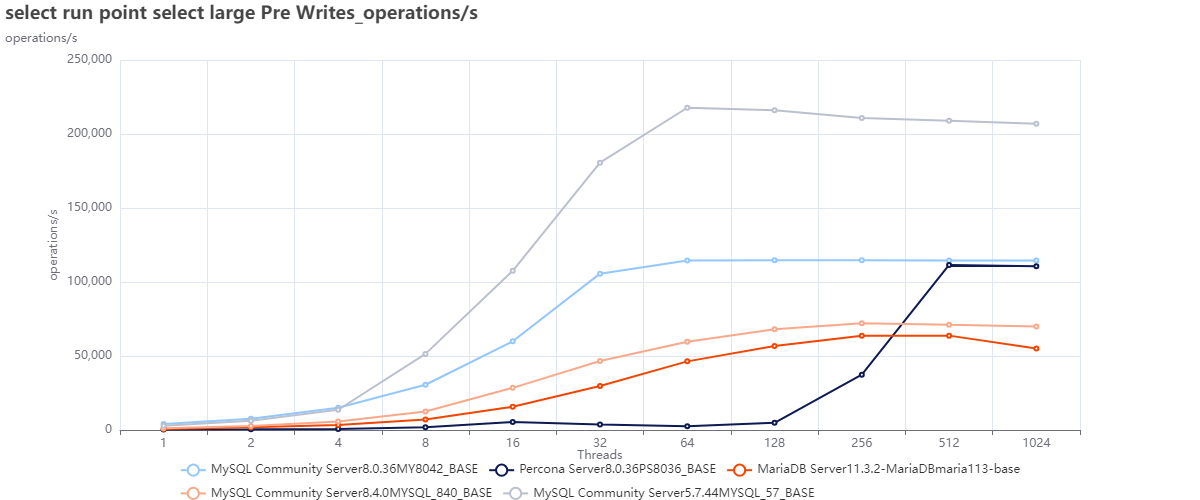 select run point select large Pre Writes_operations/s
operations/s
250,000
200,000
150,000
100,000
50,000
0
operations/s
1 2 4 8 16 32 64 128 256 512 1024
Threads
MySQL Community Server8.0.36MY8042_BASE Percona Server8.0.36PS8036_BASE MariaDB Server11.3.2-MariaDBmaria113-base
MySQL Community Server8.4.0MYSQL_840_BASE MySQL Community Server5.7.44MYSQL_57_BASE